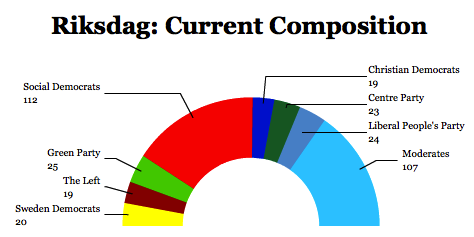 Riksdag: Current Composition
Christian Democrats
19
Social Democrats
112
Centre Party
23
Liberal People's Party
24
Green Party
25
Moderates
107
The Left
19
Sweden Democrats
20